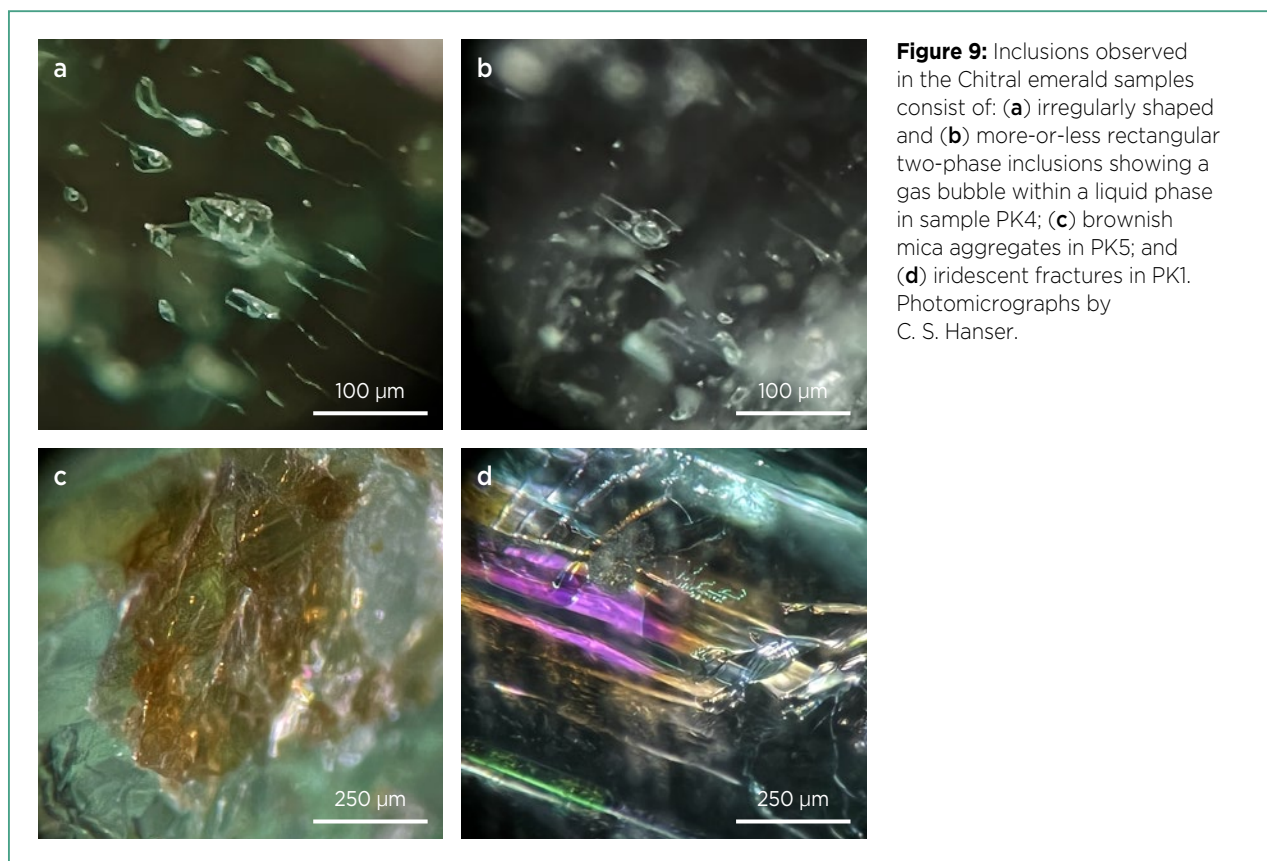 a
b
100 µm
100 µm
c
d
250 µm
250 µm
Figure 9: Inclusions observed
in the Chitral emerald samples
consist of: (a) irregularly shaped
and (b) more-or-less rectangular
two-phase inclusions showing a
gas bubble within a liquid phase
in sample PK4; (c) brownish
mica aggregates in PK5; and
(d) iridescent fractures in PK1.
Photomicrographs by
C. S. Hanser.